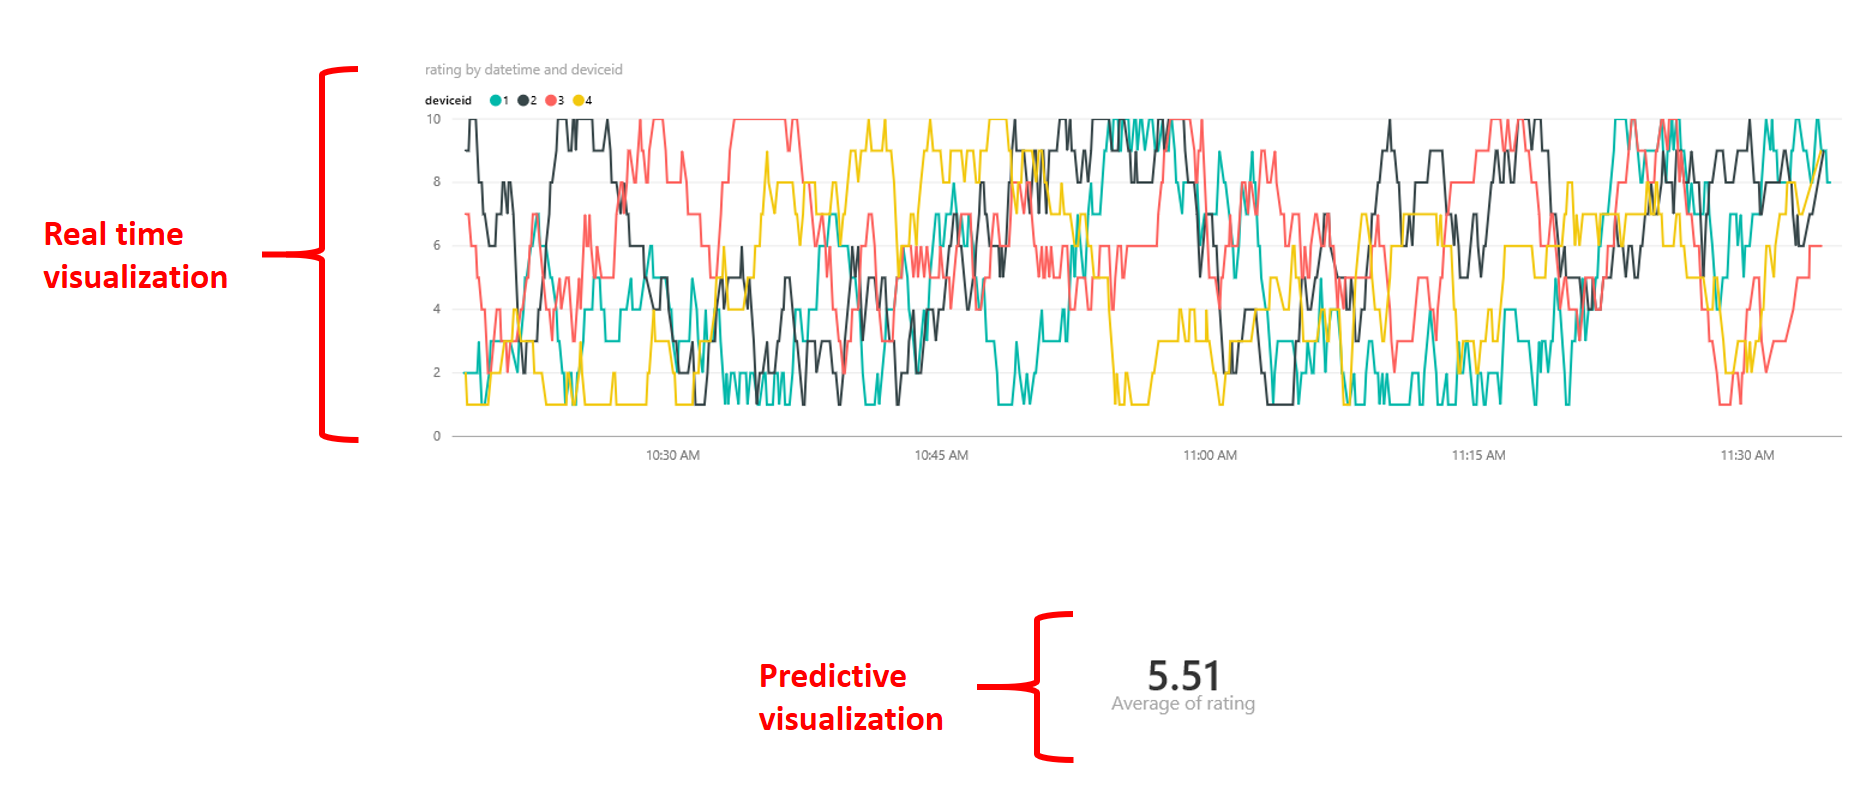 rating by datetime and deviceid
deviceid 1 2 3 4
10
8
6
4
2
0
10:30 AM 10:45 AM 11:00 AM 11:15 AM 11:30 AM
Real time
visualization
Predictive
visualization
5.51
Average of rating